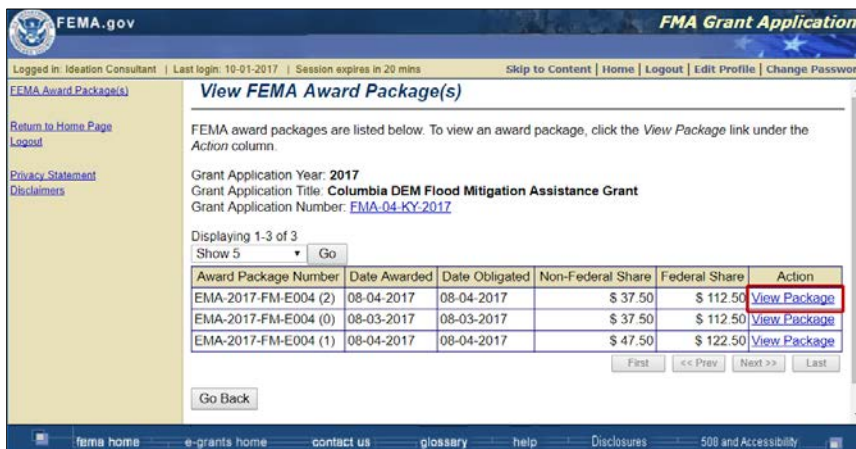 FEMA.gov
FMA Grant Application
Logged in: Ideation Consultant | Last login: 10-01-2017 | Session expires in 20 mins
Skip to Content | Home | Logout | Edit Profile | Change Passwor
FEMA Award Package(s)
Return to Home Page
Logout
Privacy Statement
Disclaimers
View FEMA Award Package(s)
FEMA award packages are listed below. To view an award package, click the View Package link under the
Action column.
Grant Application Year: 2017
Grant Application Title: Columbia DEM Flood Mitigation Assistance Grant
Grant Application Number: FMA-04-KY-2017
Displaying 1-3 of 3
Show 5 Go
Award Package Number Date Awarded Date Obligated Non-Federal Share Federal Share Action
EMA-2017-FM-E004 (2) 08-04-2017 08-04-2017 $ 37.50 $ 112.50 View Package
EMA-2017-FM-E004 (0) 08-03-2017 08-03-2017 $ 37.50 $ 112.50 View Package
EMA-2017-FM-E004 (1) 08-04-2017 08-04-2017 $ 47.50 $ 122.50 View Package
First << Prev Next >> Last
Go Back
fema home e-grants home contact us glossary help Disclosures 508 and Accessibility